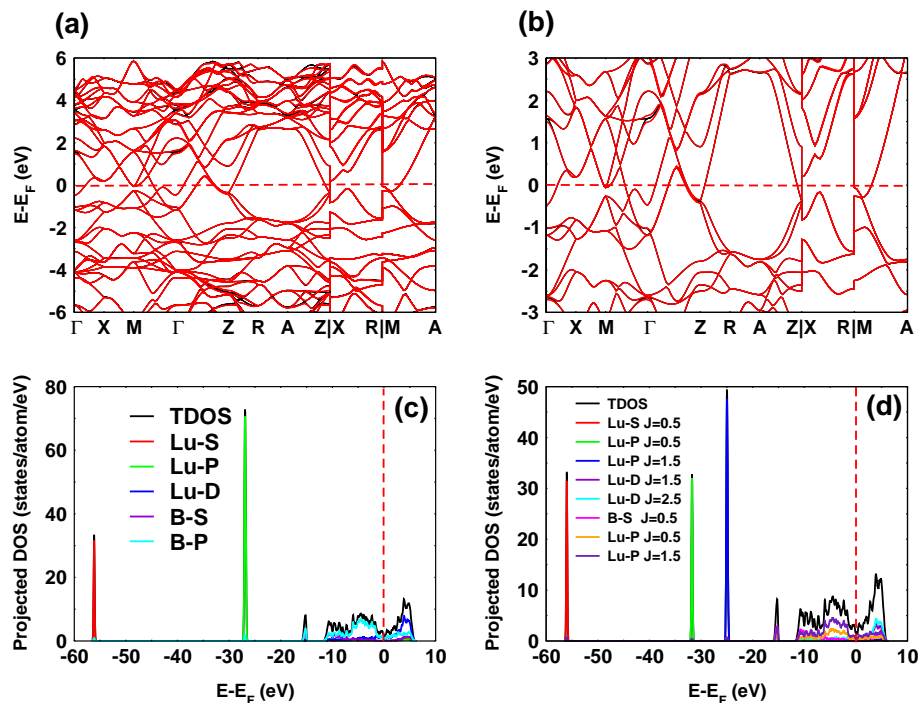 (a)
(b)
6
4
2
0
-2
-4
-6
E-E_F (eV)
Γ X M Γ Z R A Z|X R|M A
3
2
1
0
-1
-2
-3
E-E_F (eV)
Γ X M Γ Z R A Z|X R|M A
(c)
80
60
40
20
0
Projected DOS (states/atom/eV)
TDOS
Lu-S
Lu-P
Lu-D
B-S
B-P
-60 -50 -40 -30 -20 -10 0 10
E-E_F (eV)
(d)
50
40
30
20
10
0
Projected DOS (states/atom/eV)
TDOS
Lu-S J=0.5
Lu-P J=0.5
Lu-P J=1.5
Lu-D J=1.5
Lu-D J=2.5
B-S J=0.5
Lu-P J=0.5
Lu-P J=1.5
-60 -50 -40 -30 -20 -10 0 10
E-E_F (eV)